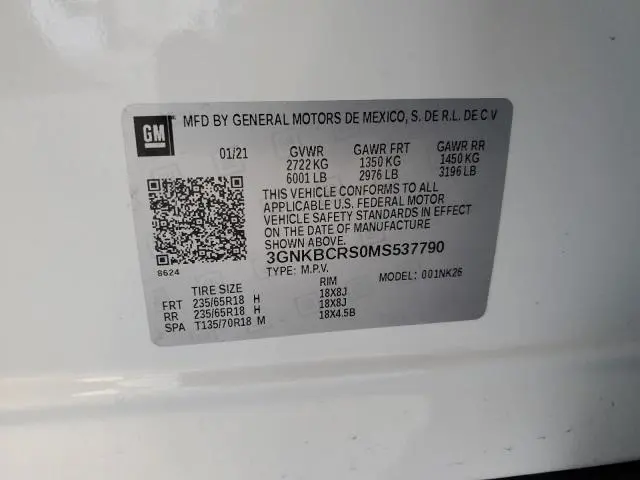 GM MFD BY GENERAL MOTORS DE MEXICO, S. DE R.L. DE C V
01/21 GVWR GAWR FRT GAWR RR
2722 KG 1350 KG 1450 KG
6001 LB 2976 LB 3196 LB
THIS VEHICLE CONFORMS TO ALL
APPLICABLE U.S. FEDERAL MOTOR
VEHICLE SAFETY STANDARDS IN EFFECT
ON THE DATE OF MANUFACTURE
SHOWN ABOVE.
8624 3GNKBCRS0MS537790
TYPE: M.P.V. MODEL: 001NK26
TIRE SIZE RIM
FRT 235/65R18 H 18X8J
RR 235/65R18 H 18X8J
SPA T135/70R18 M 18X4.5B